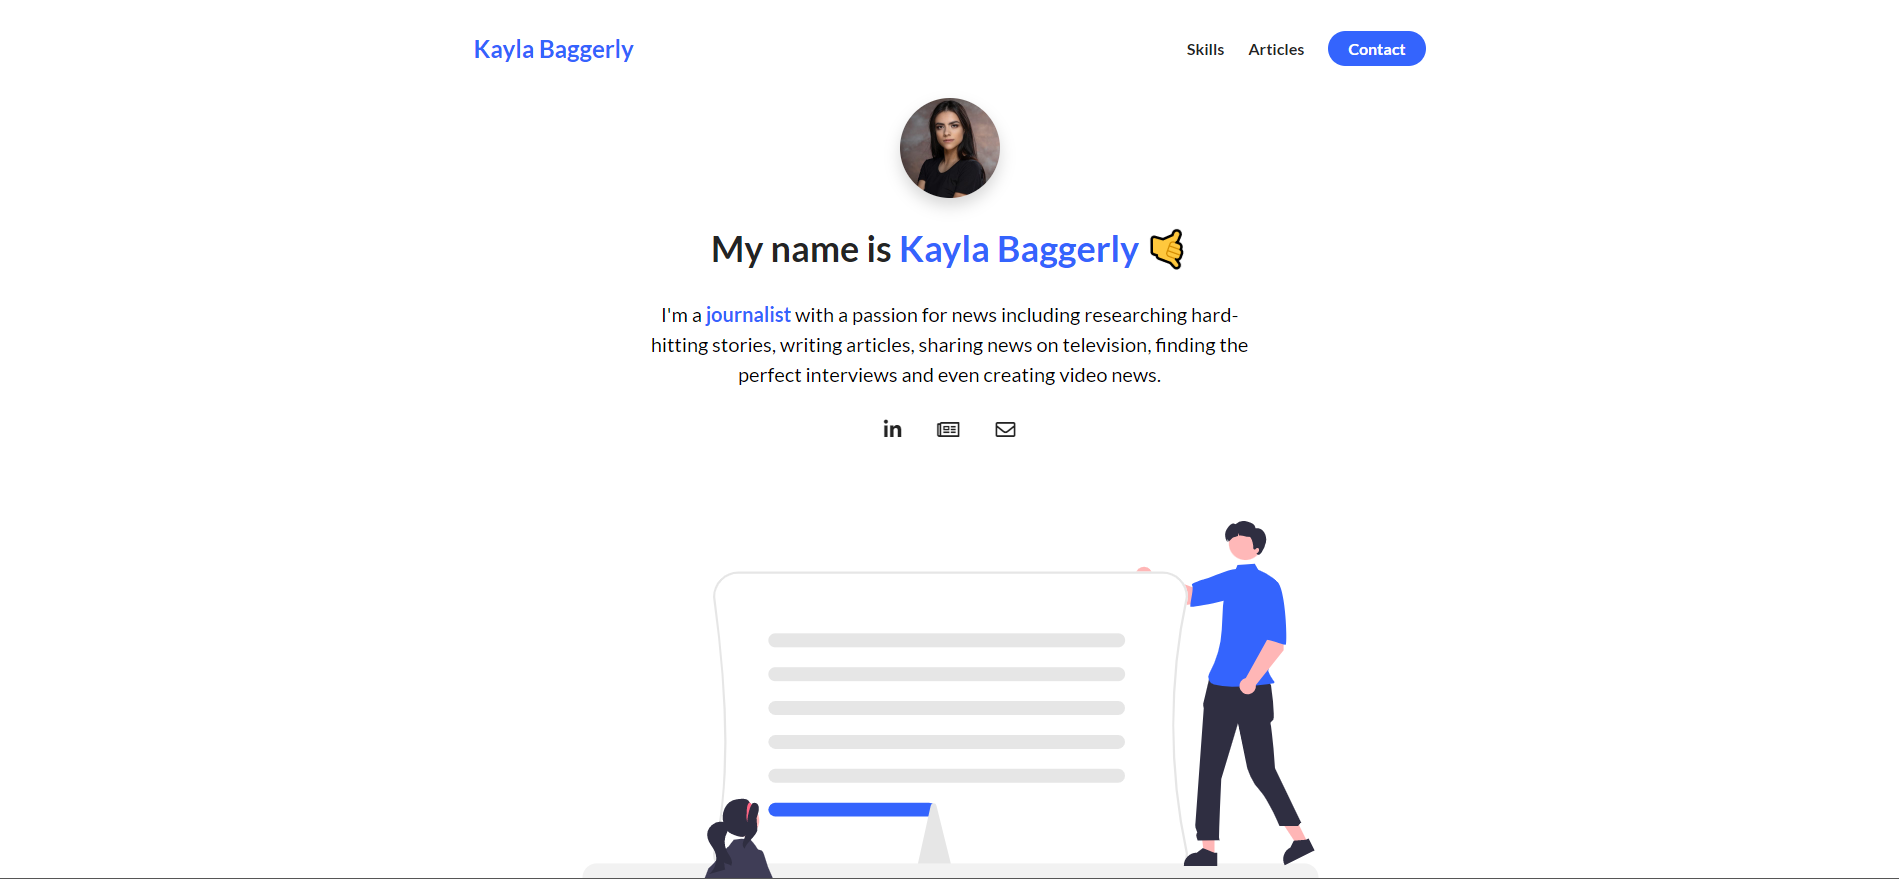 Kayla Baggerly
Skills
Articles
Contact
My name is Kayla Baggerly 🤙
I'm a journalist with a passion for news including researching hard-
hitting stories, writing articles, sharing news on television, finding the
perfect interviews and even creating video news.
in